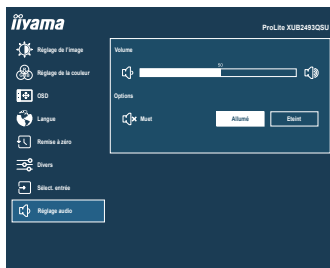 iiyama
ProLite XUB2493QSU
Réglage de l'image
Réglage de la couleur
OSD
Langue
Remise à zéro
Divers
Sélect. entrée
Réglage audio
Volume
50
Options
Muet
Allumé
Eteint